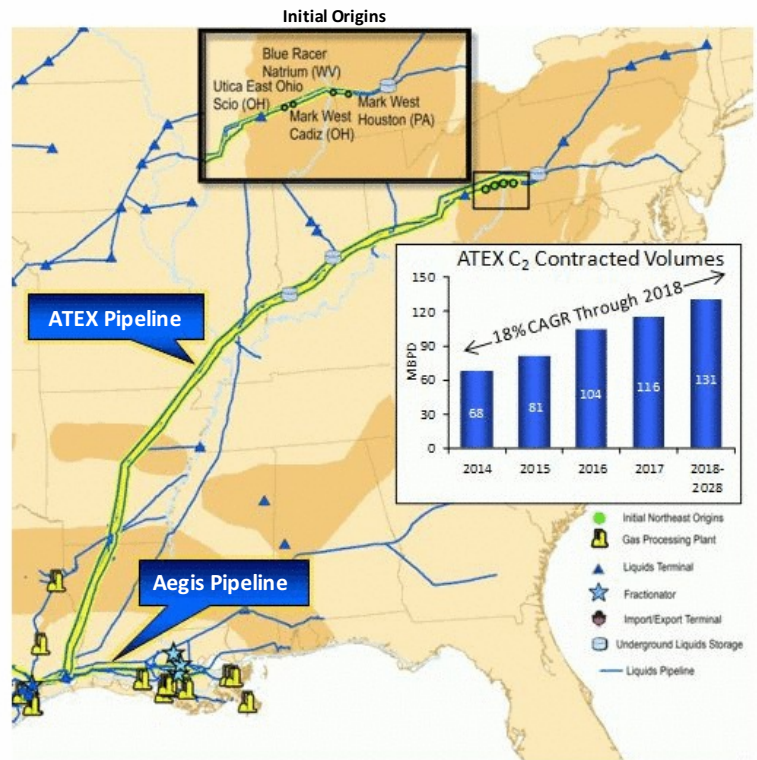 Initial Origins
Blue Racer
Natrium (WV)
Utica East Ohio
Scio (OH)
Mark West
Cadiz (OH)
Mark West
Houston (PA)
ATEX Pipeline
ATEX C2 Contracted Volumes
18% CAGR Through 2018
MBPD
150
120
90
60
30
0
68
81
104
116
131
2014
2015
2016
2017
2018-
2028
Aegis Pipeline
Initial Northeast Origins
Gas Processing Plant
Liquids Terminal
Fractionator
Import/Export Terminal
Underground Liquids Storage
Liquids Pipeline